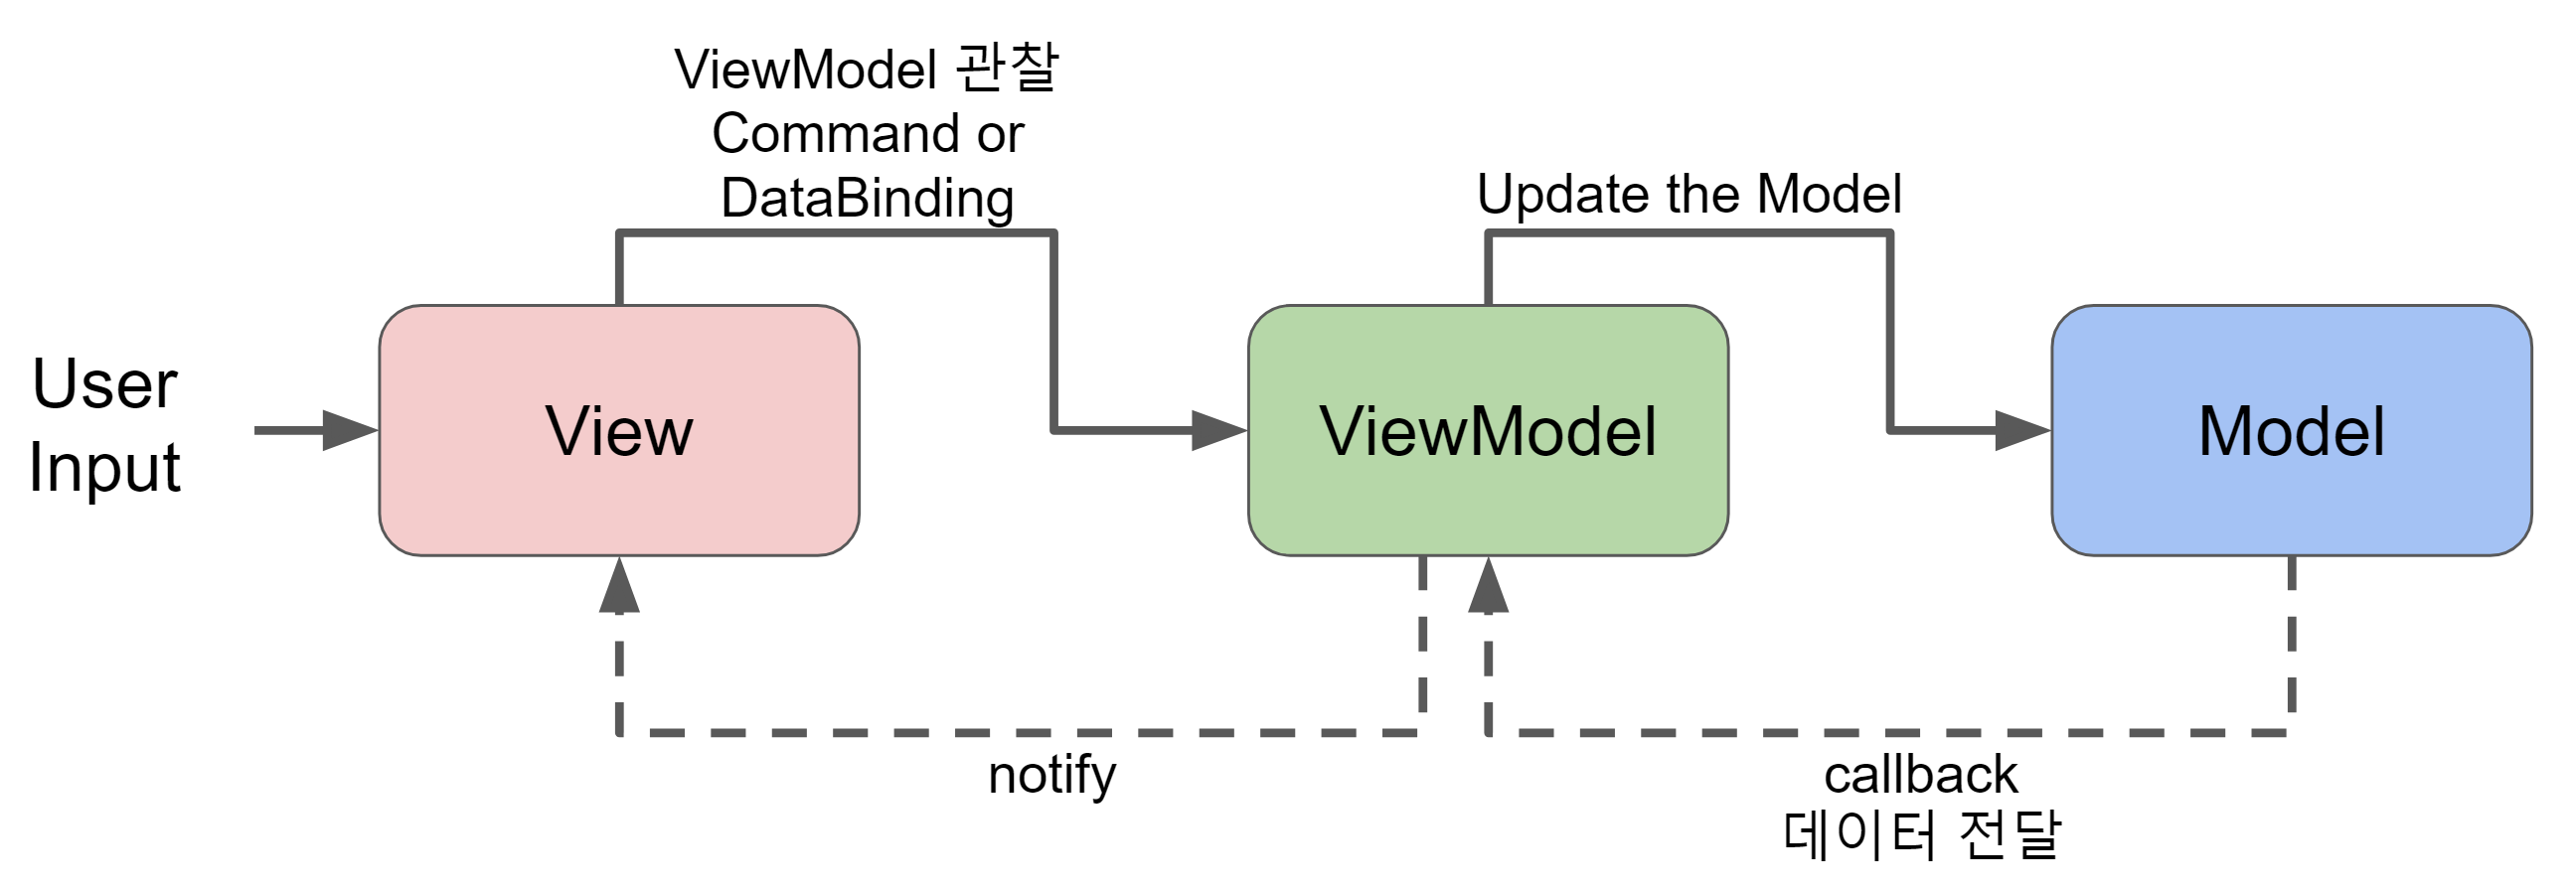 ViewModel 관찰
Command or
DataBinding
Update the Model
User
Input
View
ViewModel
Model
notify
callback
데이터 전달